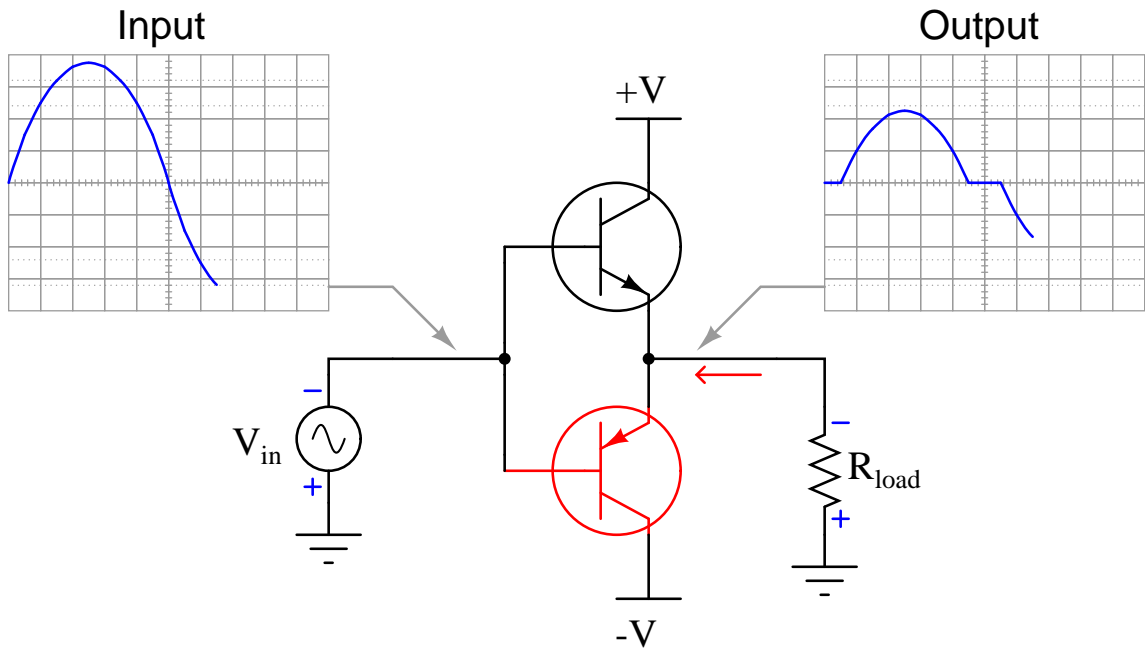 Input
Output
+V
−
V_in
+
−
R_load
+
-V